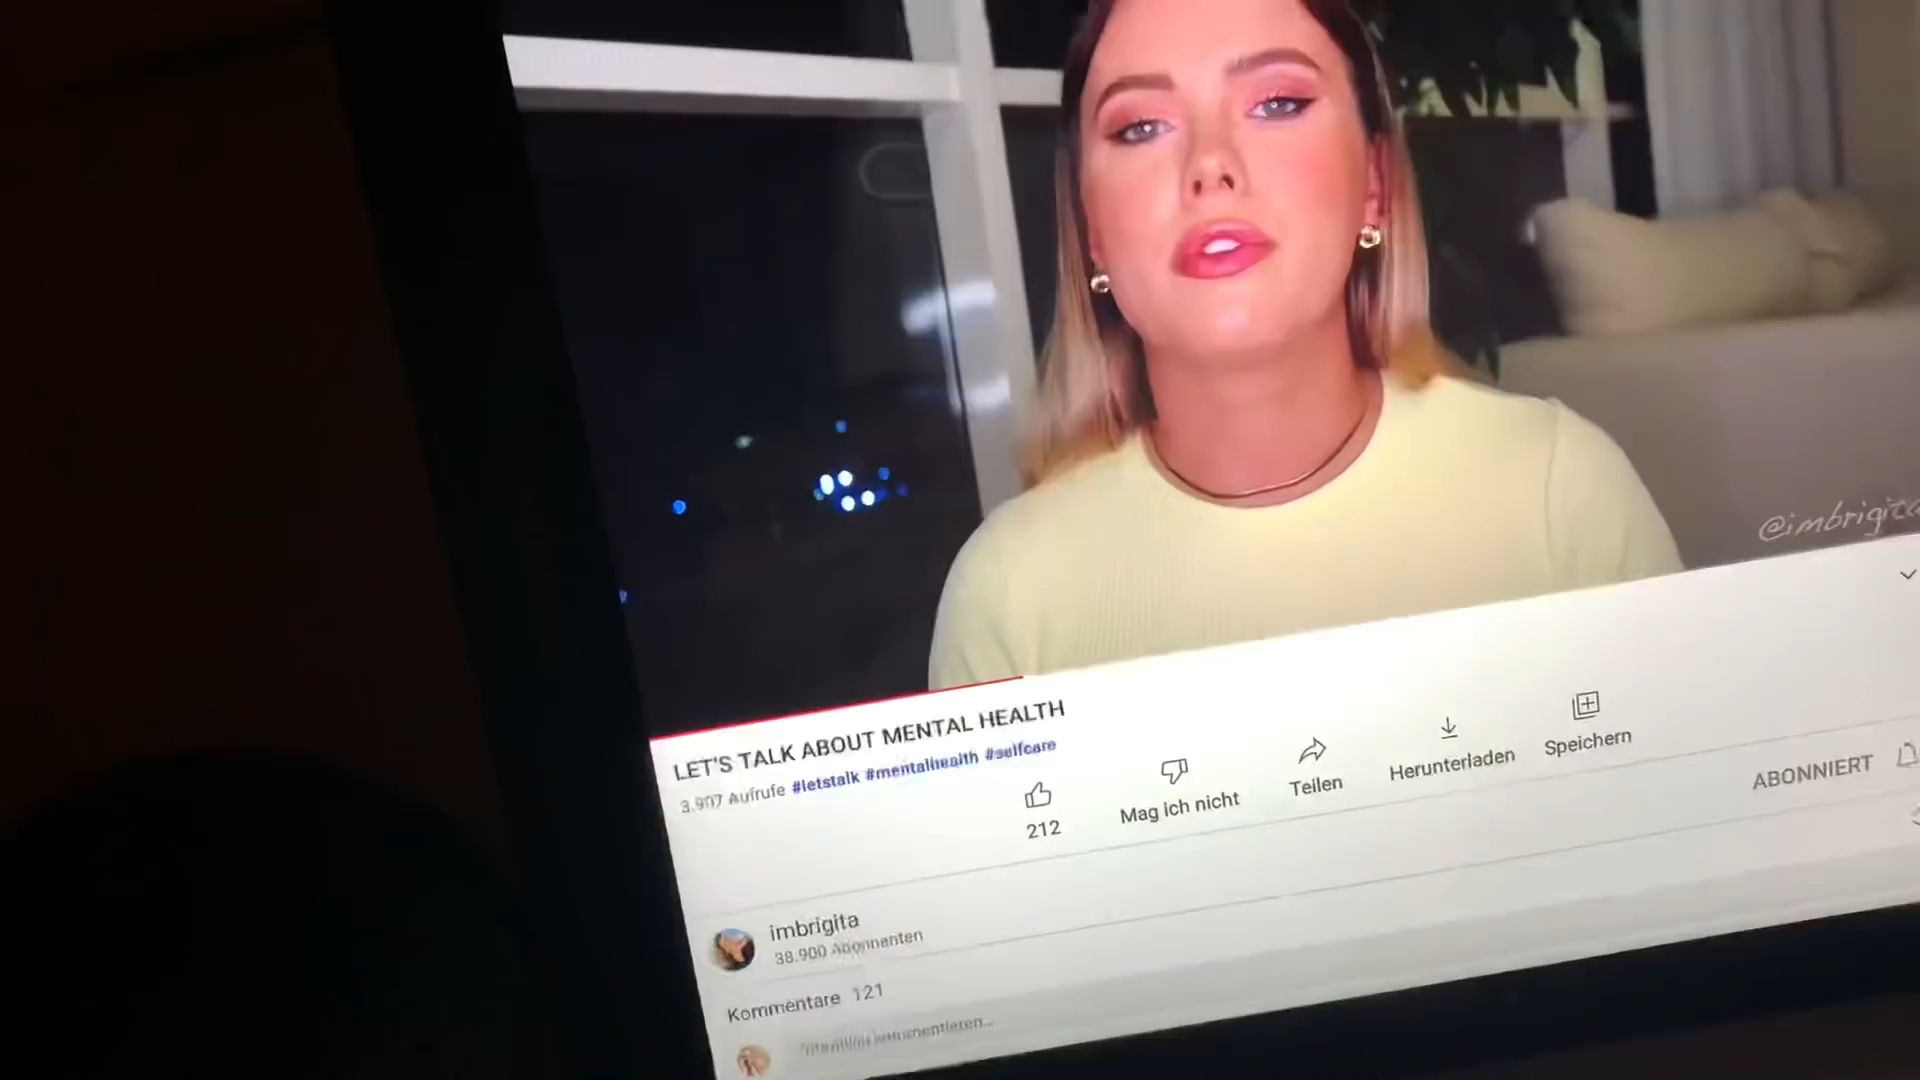 @imbrigita
LET'S TALK ABOUT MENTAL HEALTH
3.907 Aufrufe #letstalk #mentalhealth #selfcare
212
Mag ich nicht
Teilen
Herunterladen
Speichern
ABONNIERT
imbrigita
38.900 Abonnenten
Kommentare 121